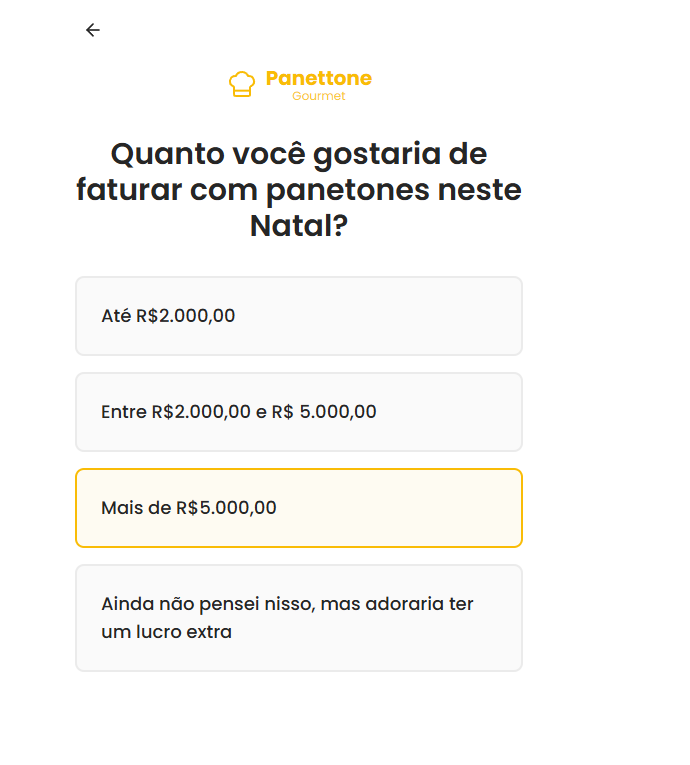 Panettone
Gourmet
Quanto você gostaria de
faturar com panetones neste
Natal?
Até R$2.000,00
Entre R$2.000,00 e R$ 5.000,00
Mais de R$5.000,00
Ainda não pensei nisso, mas adoraria ter
um lucro extra